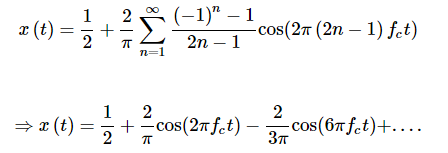 x (t) = 1/2 + 2/π ∑_{n=1}^{∞} ((-1)^n − 1)/(2n − 1) cos(2π (2n − 1) f_c t)
⇒ x (t) = 1/2 + 2/π cos(2πf_c t) − 2/3π cos(6πf_c t)+....